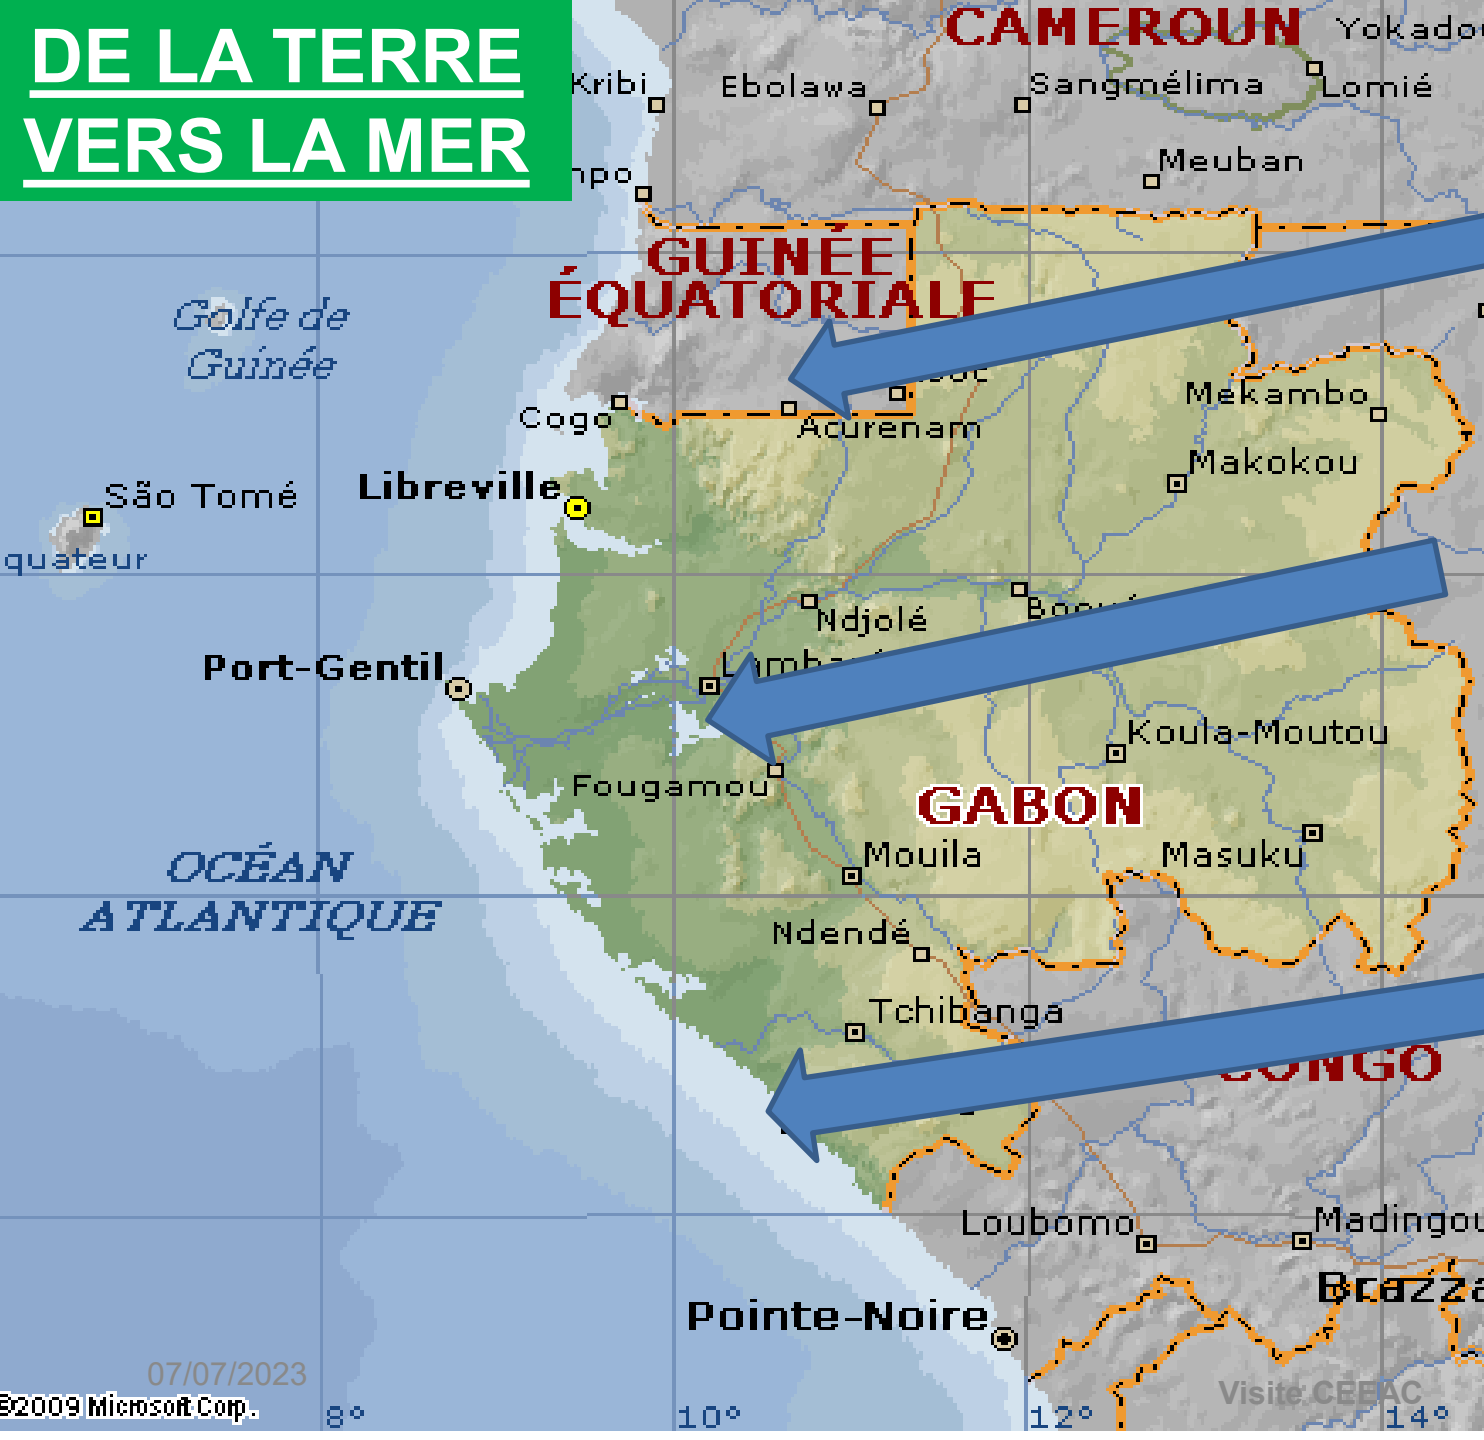 DE LA TERRE
VERS LA MER
CAMEROUN
Kribi
Ebolawa
Sangmélima
Lomié
Meuban
GUINÉE
ÉQUATORIALE
Golfe de
Guinée
Cogo
Acurenam
Mekambo
Makokou
Libreville
São Tomé
quateur
Ndjolé
Port-Gentil
Koula-Moutou
Fougamou
GABON
Mouila
Masuku
OCÉAN
ATLANTIQUE
Ndendé
Tchibanga
CONGO
Loubomo
Madingou
Brazza
Pointe-Noire
07/07/2023
©2009 Microsoft Corp.
Visite CEEAC
8°
10°
12°
14°